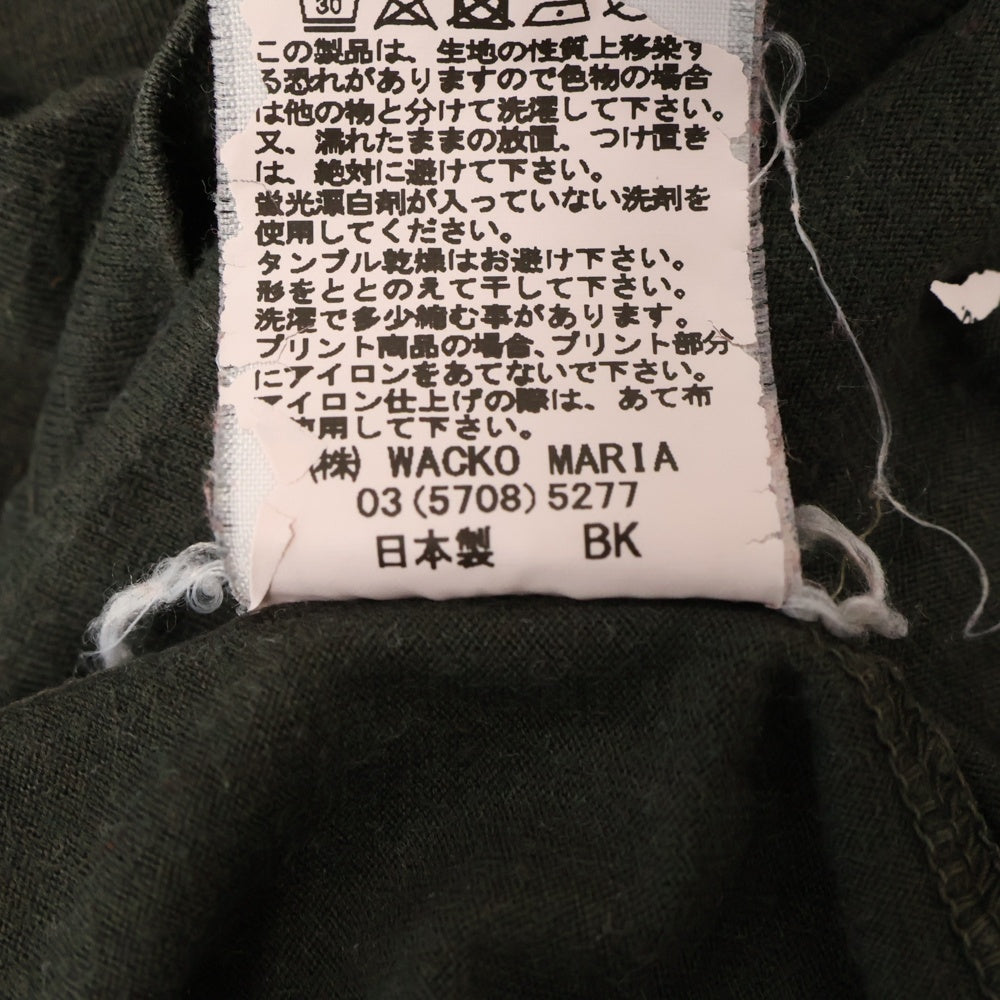 30
この製品は、生地の性質上移染す
る恐れがありますので色物の場合
は他の物と分けて洗濯して下さい。
又、濡れたままの放置、つけ置き
は、絶対に避けて下さい。
蛍光漂白剤が入っていない洗剤を
使用してください。
タンブル乾燥はお避け下さい。
形をととのえて干して下さい。
洗濯で多少縮む事があります。
プリント商品の場合、プリント部分
にアイロンをあてないで下さい。
アイロン仕上げの際は、あて布
使用して下さい。
(株) WACKO MARIA
03(5708)5277
日本製 BK